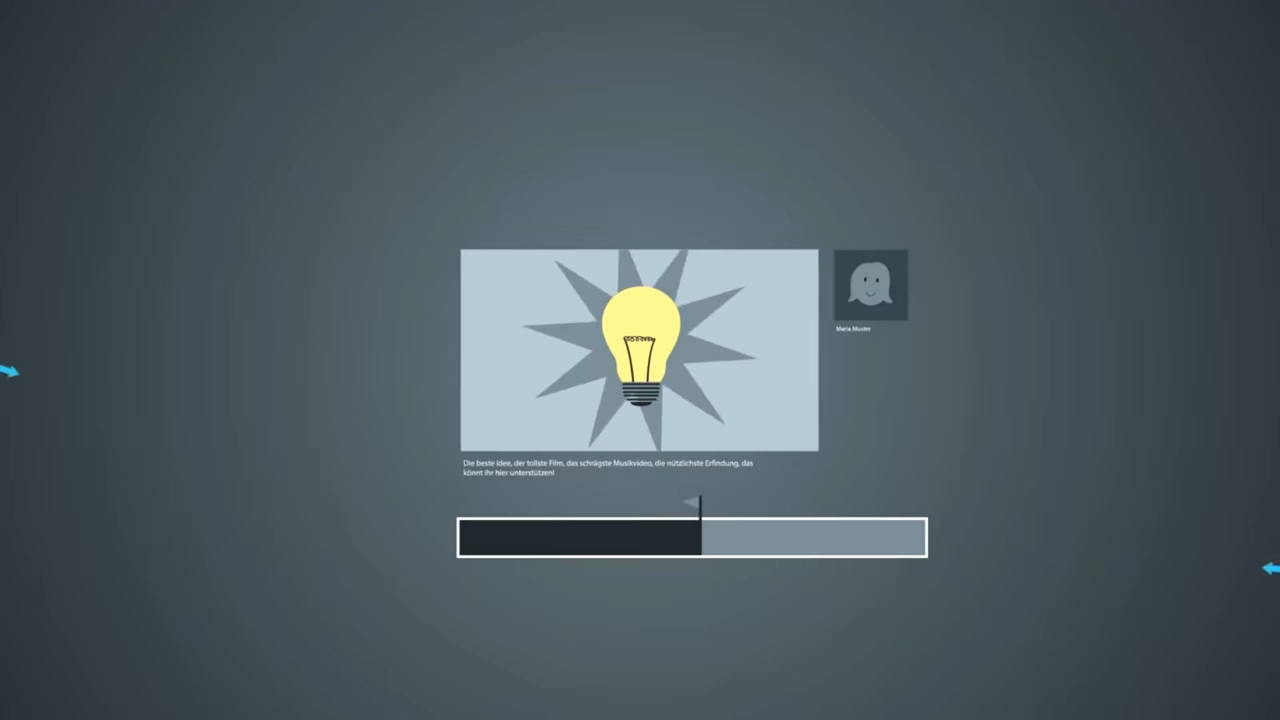 Maria Muster
Die beste Idee, der tollste Film, das schrägste Musikvideo, die nützlichste Erfindung, das
könnt ihr hier unterstützen!